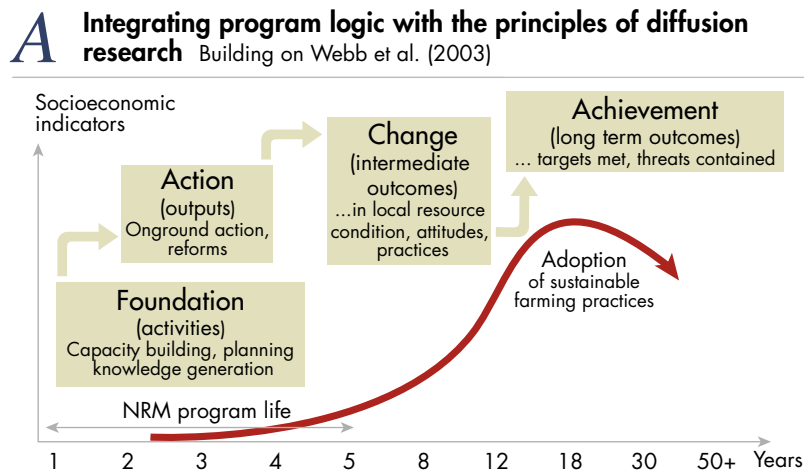 A
Integrating program logic with the principles of diffusion
research Building on Webb et al. (2003)
Socioeconomic
indicators
Achievement
(long term outcomes)
... targets met, threats contained
Change
(intermediate
outcomes)
...in local resource
condition, attitudes,
practices
Action
(outputs)
Onground action,
reforms
Adoption
of sustainable
farming practices
Foundation
(activities)
Capacity building, planning
knowledge generation
NRM program life
1 2 3 4 5 8 12 18 30 50+ Years